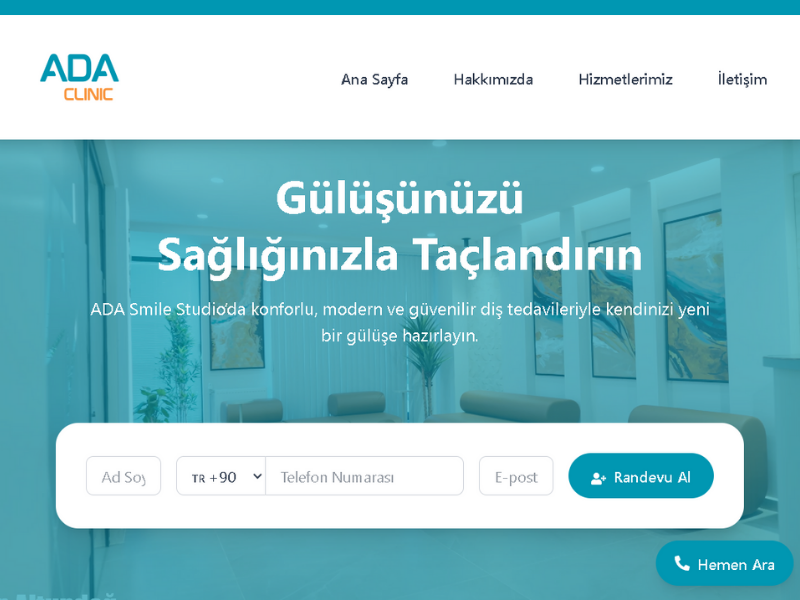 ADA
CLINIC
Ana Sayfa
Hakkımızda
Hizmetlerimiz
İletişim
Gülüşünüzü
Sağlığınızla Taçlandırın
ADA Smile Studio'da konforlu, modern ve güvenilir diş tedavileriyle kendinizi yeni
bir gülüşe hazırlayın.
Ad Soy
TR +90
Telefon Numarası
E-post
Randevu Al
Hemen Ara